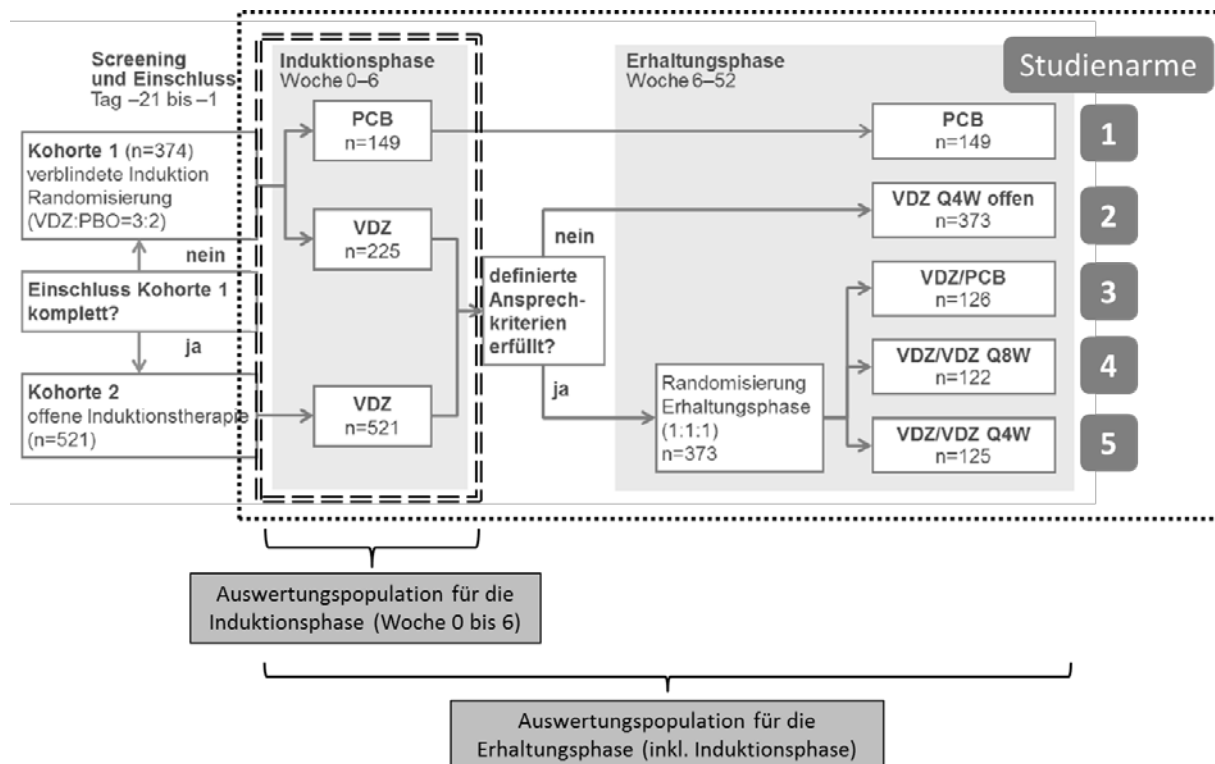 Studienarme
Screening
und Einschluss
Tag –21 bis –1
Induktionsphase
Woche 0–6
Erhaltungsphase
Woche 6–52
Kohorte 1 (n=374)
verblindete Induktion
Randomisierung
(VDZ:PBO=3:2)
nein
Einschluss Kohorte 1
komplett?
ja
Kohorte 2
offene Induktionstherapie
(n=521)
PCB
n=149
VDZ
n=225
VDZ
n=521
definierte
Ansprech-
kriterien
erfüllt?
nein
ja
Randomisierung
Erhaltungsphase
(1:1:1)
n=373
PCB
n=149
1
VDZ Q4W offen
n=373
2
VDZ/PCB
n=126
3
VDZ/VDZ Q8W
n=122
4
VDZ/VDZ Q4W
n=125
5
Auswertungspopulation für die
Induktionsphase (Woche 0 bis 6)
Auswertungspopulation für die
Erhaltungsphase (inkl. Induktionsphase)